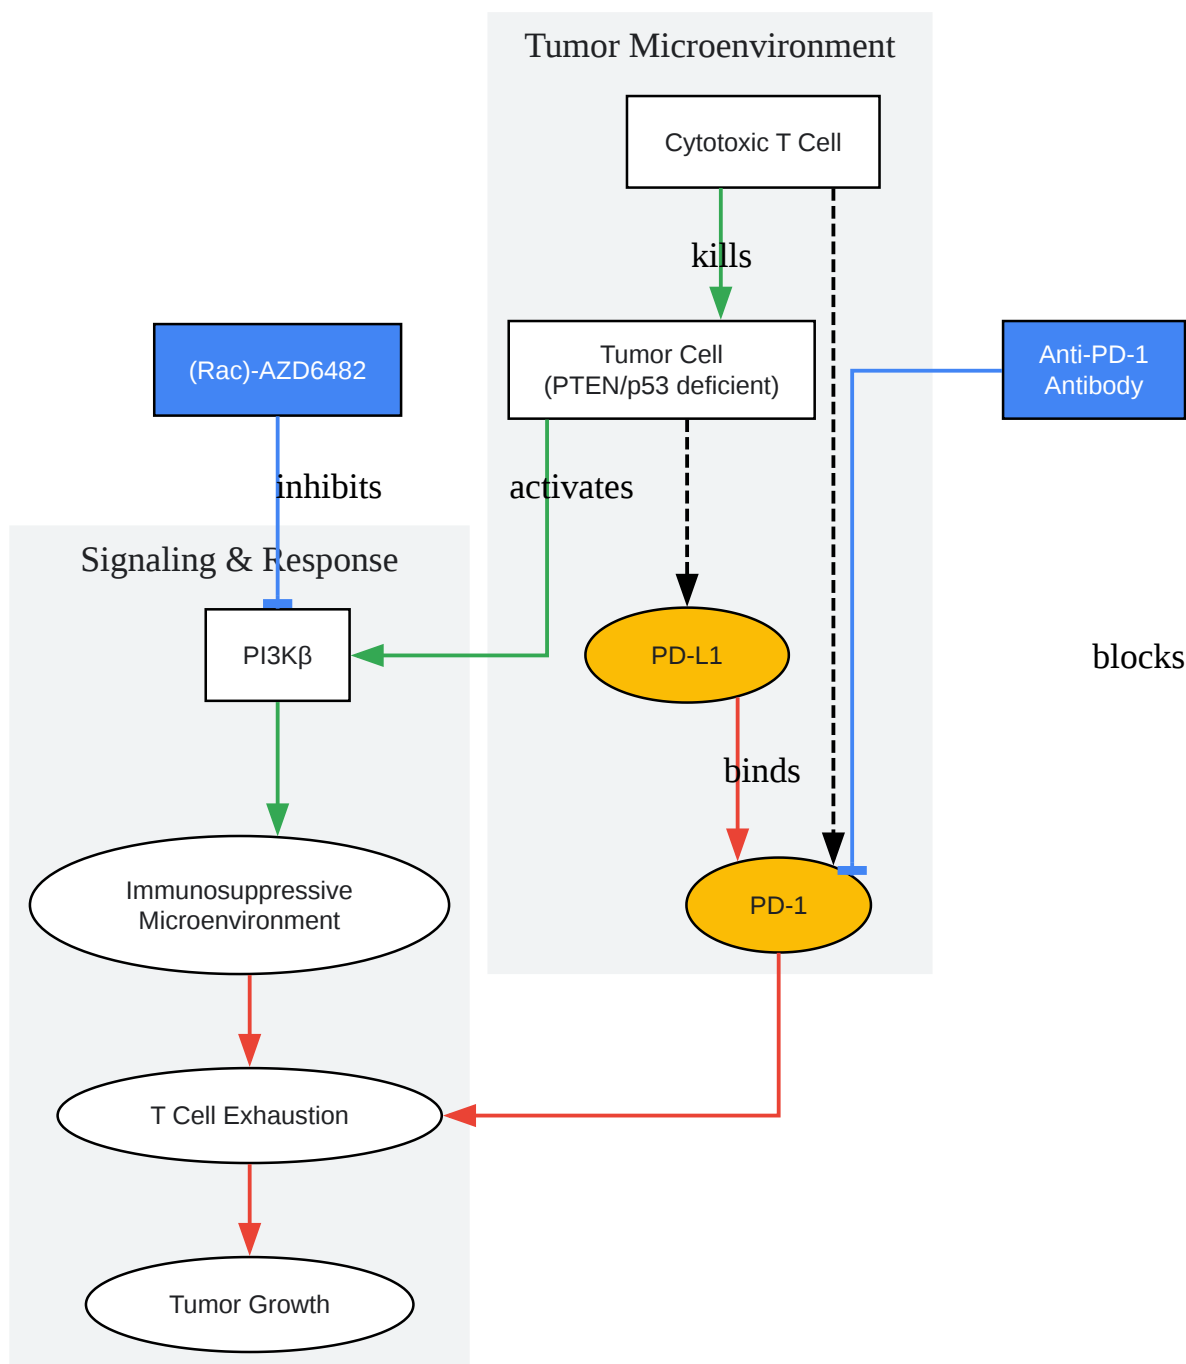 Tumor Microenvironment
Cytotoxic T Cell
kills
(Rac)-AZD6482
Tumor Cell
(PTEN/p53 deficient)
Anti-PD-1
Antibody
inhibits
activates
Signaling & Response
PI3Kβ
PD-L1
blocks
binds
Immunosuppressive
Microenvironment
PD-1
T Cell Exhaustion
Tumor Growth